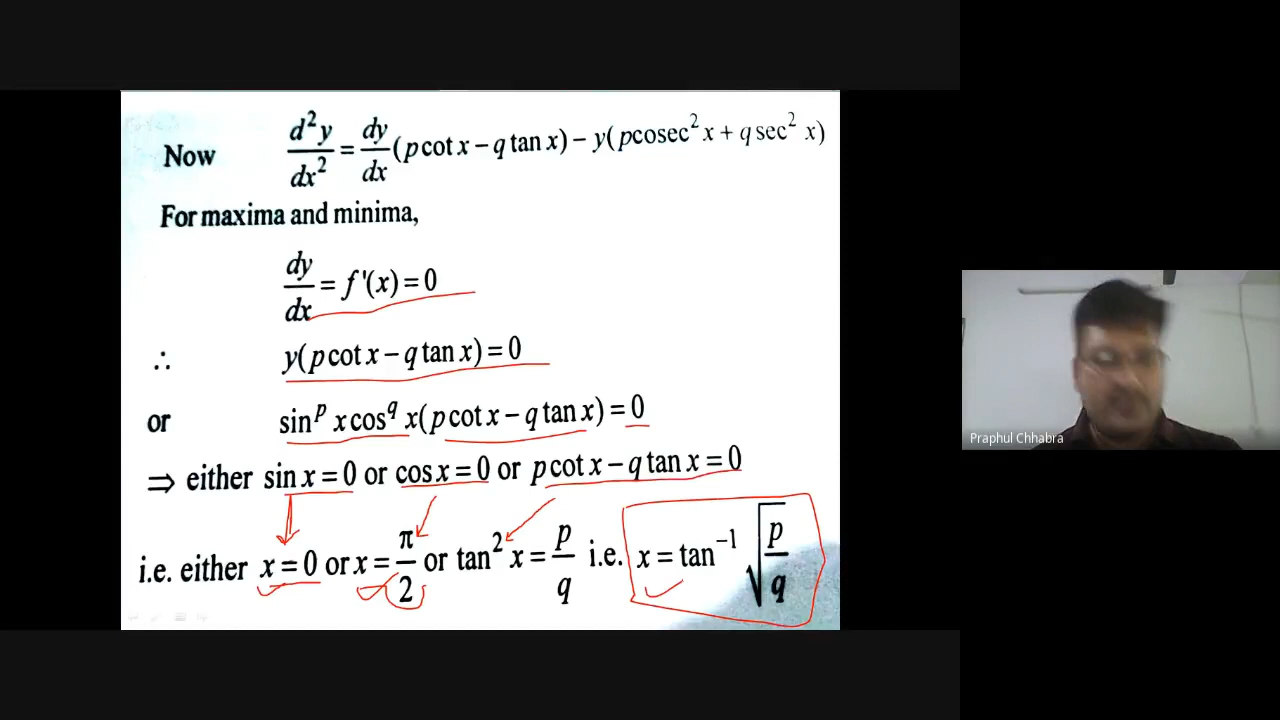 Now d²y/dx² = dy/dx (p cot x − q tan x) − y(p cosec² x + q sec² x)
For maxima and minima,
dy/dx = f'(x) = 0
∴ y(p cot x − q tan x) = 0
or sinᵖ x cos^q x(p cot x − q tan x) = 0
⇒ either sin x = 0 or cos x = 0 or p cot x − q tan x = 0
i.e. either x = 0 or x = π/2 or tan² x = p/q i.e. x = tan⁻¹ √(p/q)
Praphul Chhabra